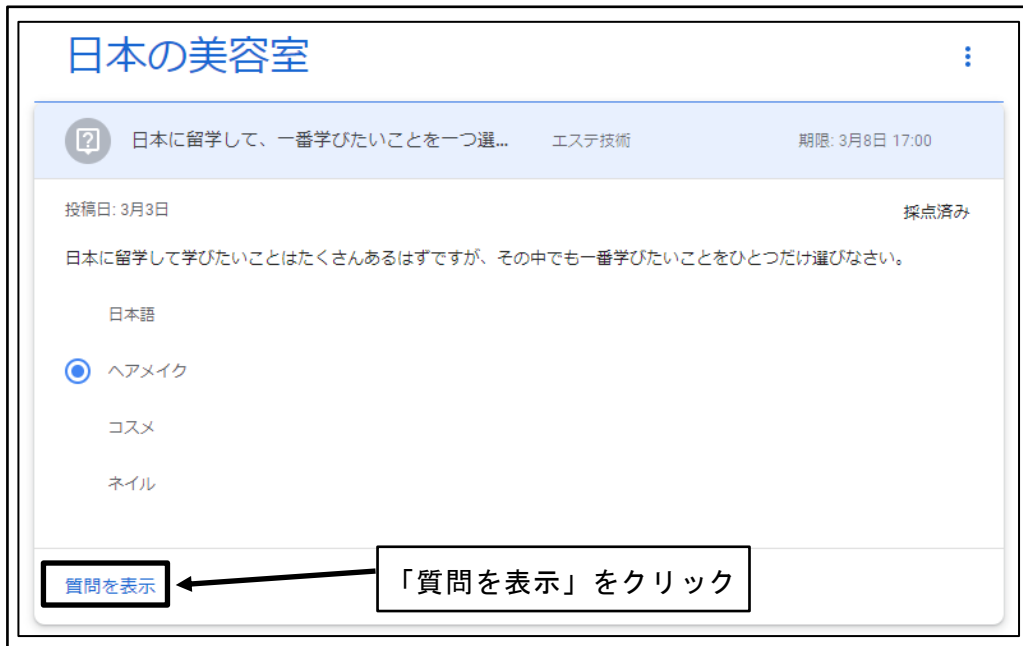 日本の美容室
日本に留学して、一番学びたいことを一つ選... エステ技術 期限: 3月8日 17:00
投稿日: 3月3日 採点済み
日本に留学して学びたいことはたくさんあるはずですが、その中でも一番学びたいことをひとつだけ選びなさい。
日本語
ヘアメイク
コスメ
ネイル
質問を表示 「質問を表示」をクリック